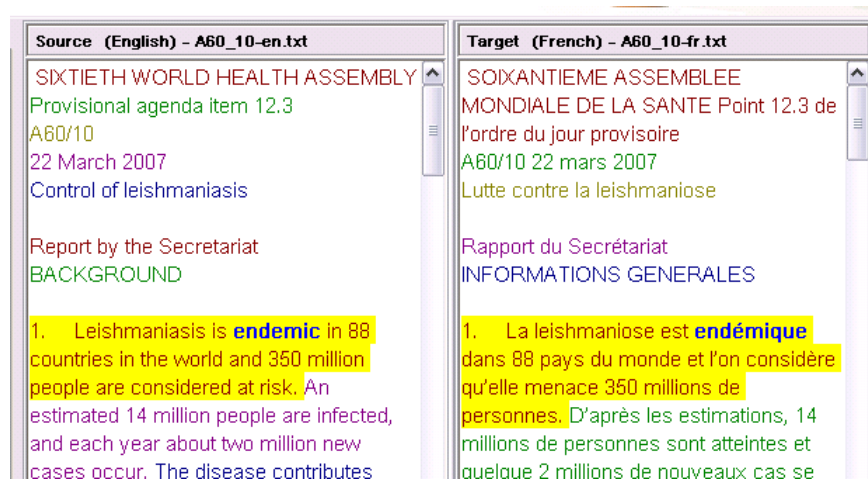 Source (English) - A60_10-en.txt
SIXTIETH WORLD HEALTH ASSEMBLY
Provisional agenda item 12.3
A60/10
22 March 2007
Control of leishmaniasis
Report by the Secretariat
BACKGROUND
1. Leishmaniasis is endemic in 88
countries in the world and 350 million
people are considered at risk. An
estimated 14 million people are infected,
and each year about two million new
cases occur. The disease contributes
Target (French) - A60_10-fr.txt
SOIXANTIEME ASSEMBLEE
MONDIALE DE LA SANTE Point 12.3 de
l'ordre du jour provisoire
A60/10 22 mars 2007
Lutte contre la leishmaniose
Rapport du Secrétariat
INFORMATIONS GENERALES
1. La leishmaniose est endémique
dans 88 pays du monde et l'on considère
qu'elle menace 350 millions de
personnes. D'après les estimations, 14
millions de personnes sont atteintes et
quelque 2 millions de nouveaux cas se